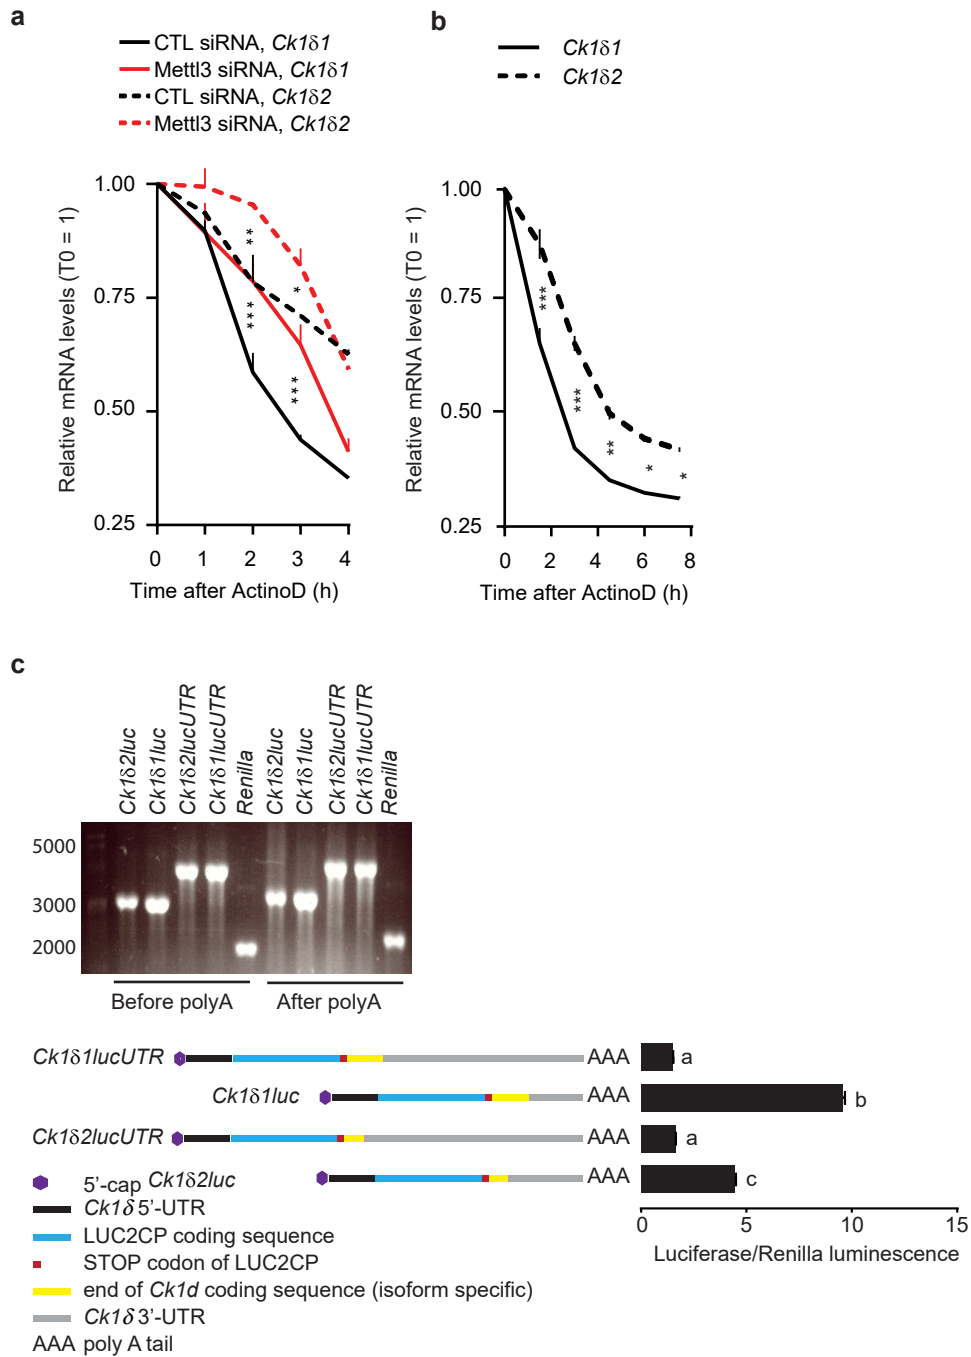 a
CTL siRNA, Ck1δ1
Mettl3 siRNA, Ck1δ1
CTL siRNA, Ck1δ2
Mettl3 siRNA, Ck1δ2
Relative mRNA levels (T0 = 1)
1.00
0.75
0.50
0.25
**
***
*
***
0 1 2 3 4
Time after ActinoD (h)
b
Ck1δ1
Ck1δ2
Relative mRNA levels (T0 = 1)
1.00
0.75
0.50
0.25
***
***
**
*
*
0 2 4 6 8
Time after ActinoD (h)
c
Ck1δ2luc
Ck1δ1luc
Ck1δ2lucUTR
Ck1δ1lucUTR
Renilla
Ck1δ2luc
Ck1δ1luc
Ck1δ2lucUTR
Ck1δ1lucUTR
Renilla
5000
3000
2000
Before polyA After polyA
Ck1δ1lucUTR AAA a
Ck1δ1luc AAA b
Ck1δ2lucUTR AAA a
Ck1δ2luc AAA c
5'-cap
Ck1δ 5'-UTR
LUC2CP coding sequence
STOP codon of LUC2CP
end of Ck1d coding sequence (isoform specific)
Ck1δ 3'-UTR
AAA poly A tail
0 5 10 15
Luciferase/Renilla luminescence